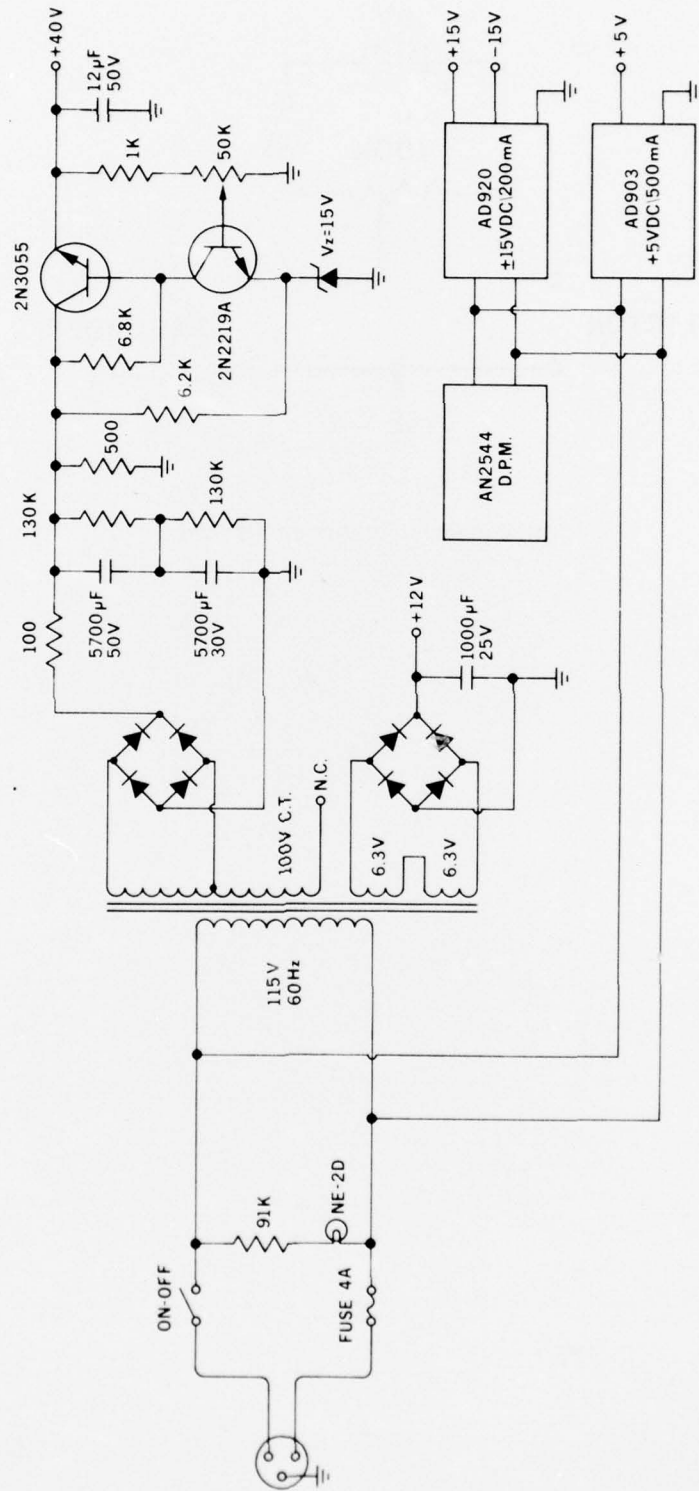 ON-OFF
91K
NE-2D
FUSE 4A
115V
60Hz
100V C.T.
N.C.
6.3V
6.3V
+12V
1000µF
25V
100
5700µF
50V
5700µF
30V
130K
130K
500
6.8K
6.2K
2N3055
2N2219A
Vz=15V
1K
50K
12µF
50V
+40V
AN2544
D.P.M.
AD920
±15VDC\200mA
+15V
-15V
AD903
+5VDC\500mA
+5V